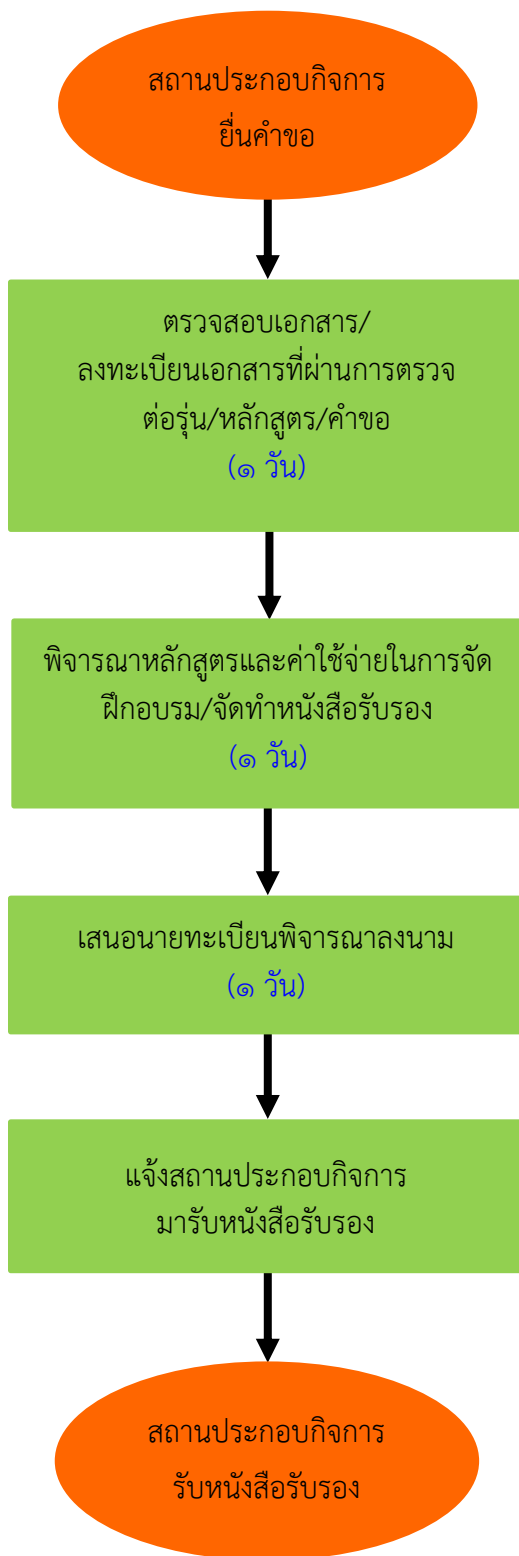 สถานประกอบกิจการ
ยื่นคำขอ
ตรวจสอบเอกสาร/
ลงทะเบียนเอกสารที่ผ่านการตรวจ
ต่อรุ่น/หลักสูตร/คำขอ
(๑ วัน)
พิจารณาหลักสูตรและค่าใช้จ่ายในการจัด
ฝึกอบรม/จัดทำหนังสือรับรอง
(๑ วัน)
เสนอนายทะเบียนพิจารณาลงนาม
(๑ วัน)
แจ้งสถานประกอบกิจการ
มารับหนังสือรับรอง
สถานประกอบกิจการ
รับหนังสือรับรอง